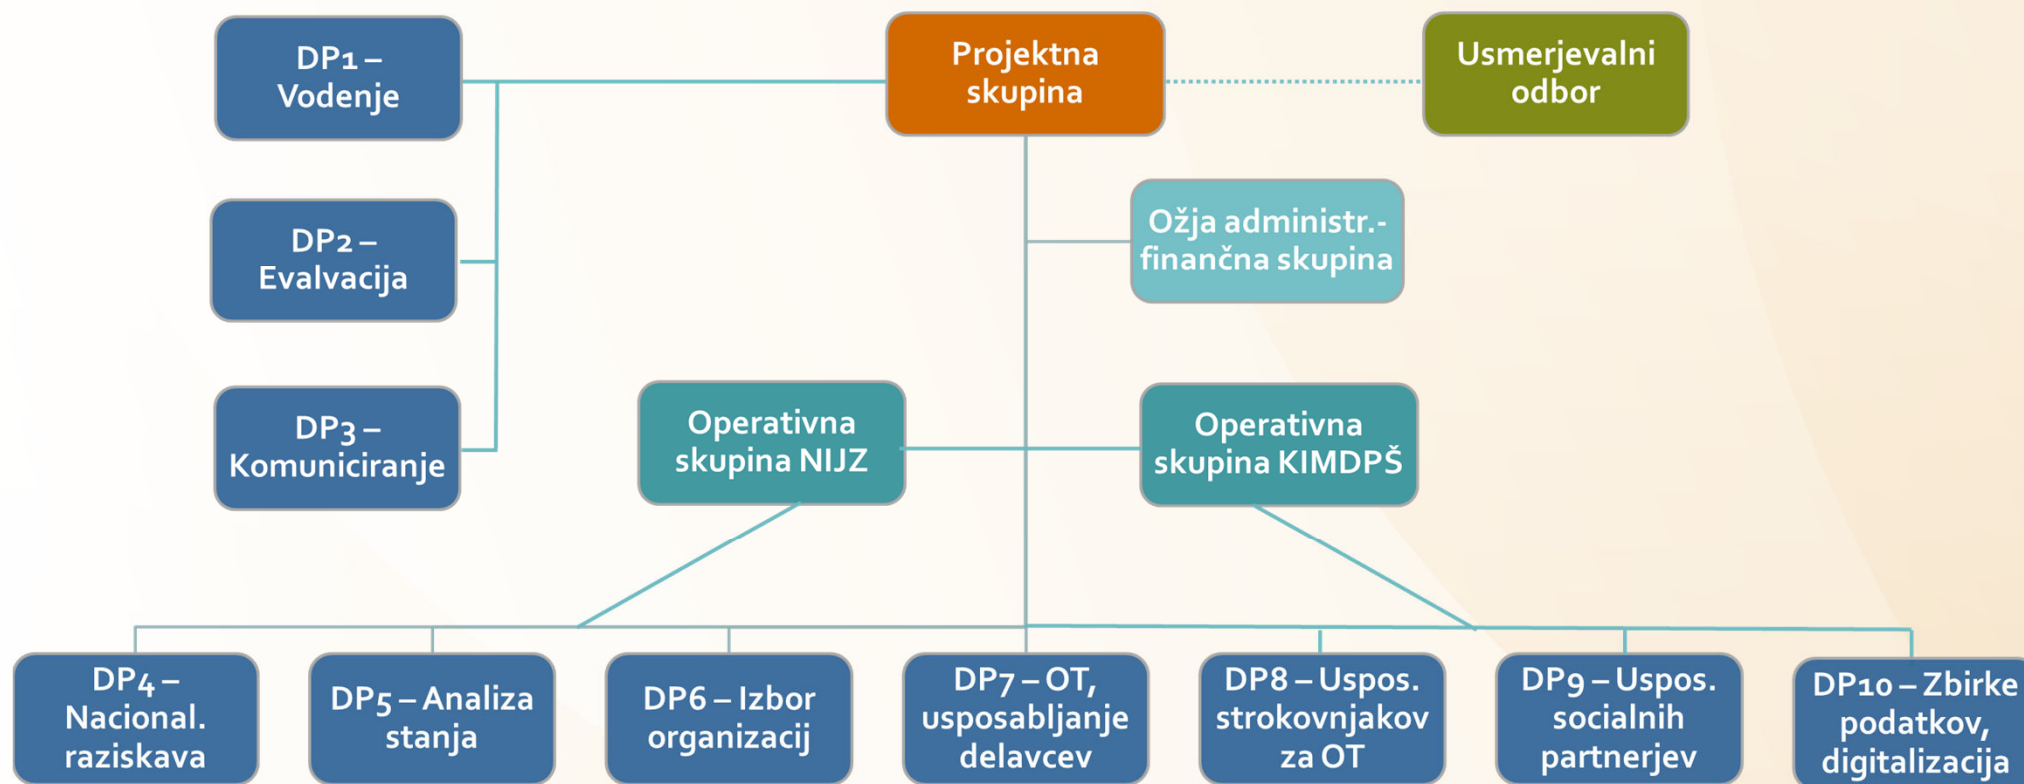 DP1 –
Vodenje
Projektna
skupina
Usmerjevalni
odbor
Ožja administr.-
finančna skupina
DP2 –
Evalvacija
DP3 –
Komuniciranje
Operativna
skupina NIJZ
Operativna
skupina KIMDPŠ
DP4 –
Nacional.
raziskava
DP5 – Analiza
stanja
DP6 – Izbor
organizacij
DP7 – OT,
usposabljanje
delavcev
DP8 – Uspos.
strokovnjakov
za OT
DP9 – Uspos.
socialnih
partnerjev
DP10 – Zbirke
podatkov,
digitalizacija